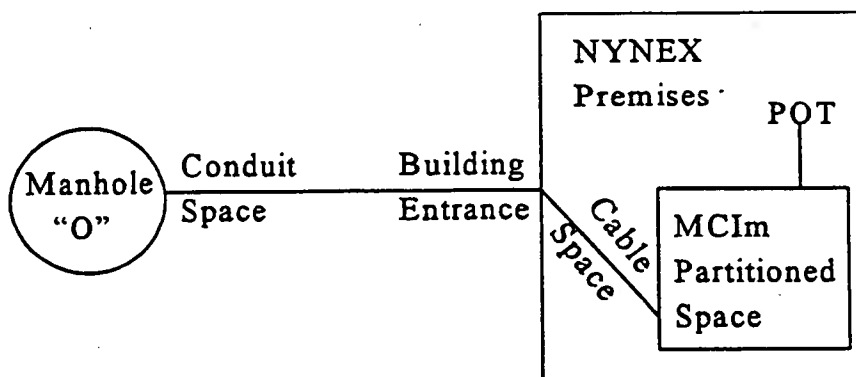 NYNEX
Premises
POT
Manhole
“O”
Conduit
Space
Building
Entrance
Cable
Space
MCIm
Partitioned
Space